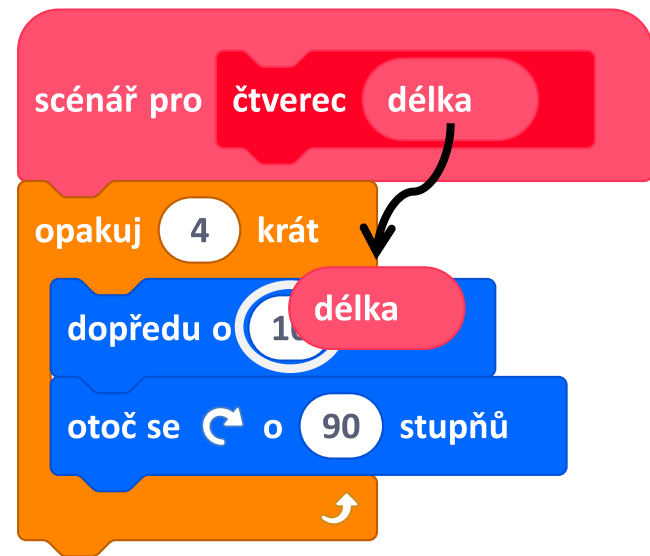 scénář pro čtverec délka
opakuj 4 krát
délka
dopředu o
otoč se o 90 stupňů